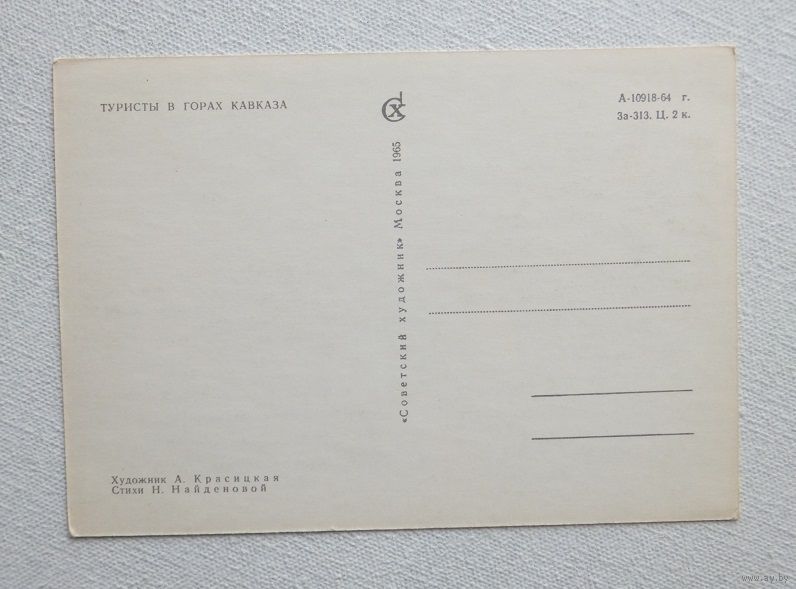 ТУРИСТЫ В ГОРАХ КАВКАЗА
СХ
А-10918-64 г.
За-313. Ц. 2 к.
«Советский художник» Москва 1965
Художник А. Красицкая
Стихи Н. Найденовой
www.ay.by